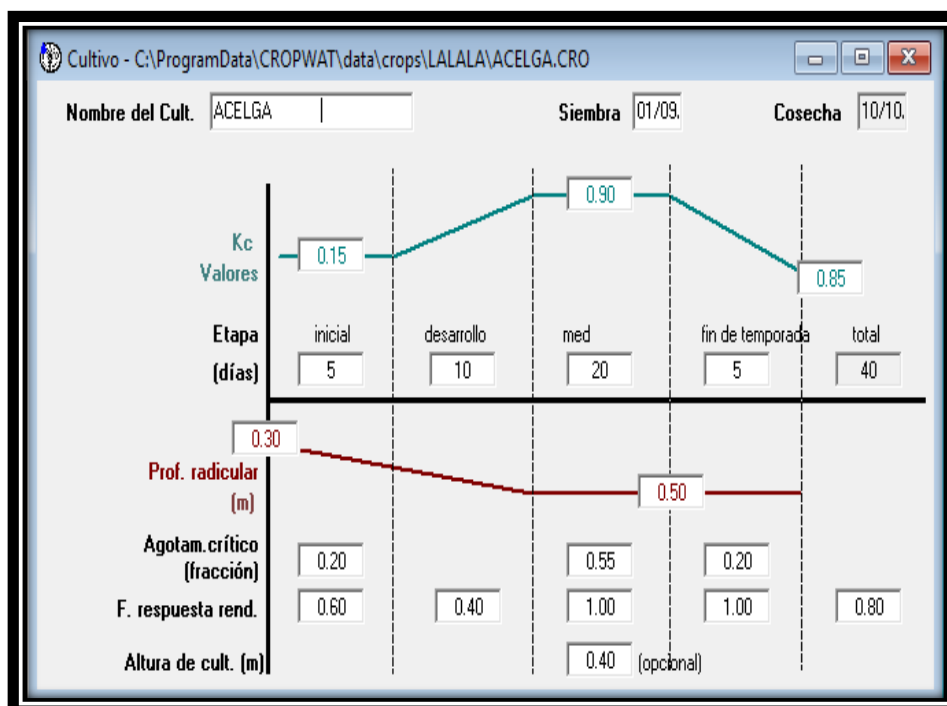 Cultivo - C:\ProgramData\CROPWAT\data\crops\LALALA\ACELGA.CRO
Nombre del Cult. ACELGA Siembra 01/09. Cosecha 10/10.
0.90
Kc 0.15
Valores 0.85
Etapa inicial desarrollo med fin de temporada total
(días) 5 10 20 5 40
0.30
Prof. radicular 0.50
(m)
Agotam.crítico
(fracción) 0.20 0.55 0.20
F. respuesta rend. 0.60 0.40 1.00 1.00 0.80
Altura de cult. (m) 0.40 (opcional)